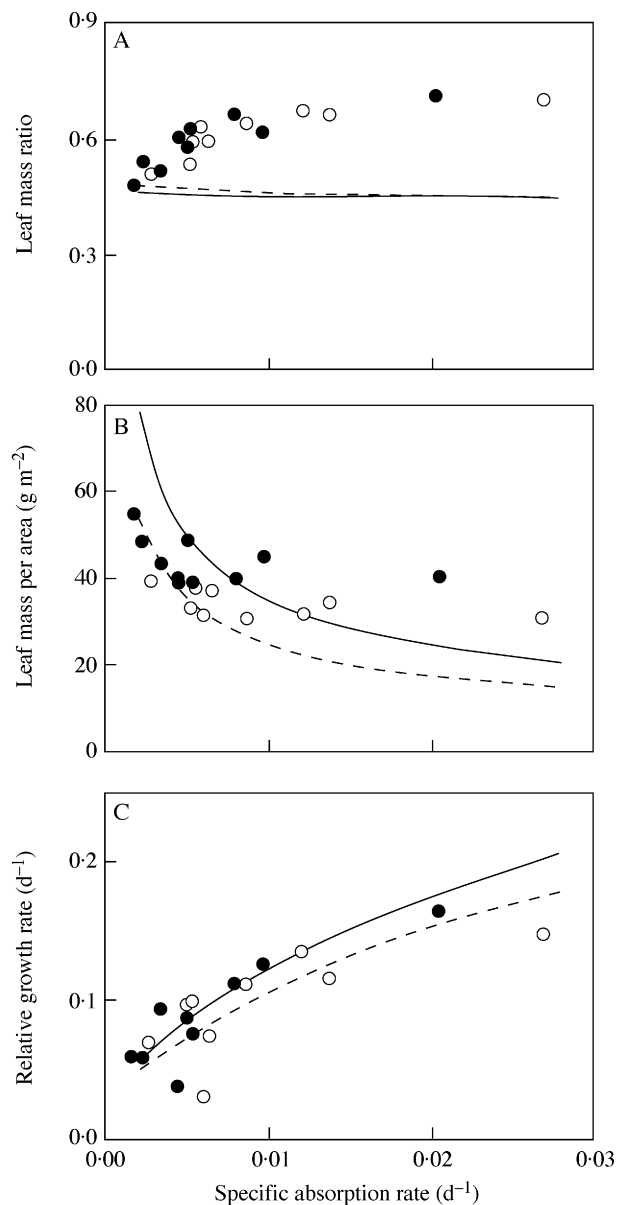 A
0·9
0·6
0·3
0·0
Leaf mass ratio
B
80
60
40
20
0
Leaf mass per area (g m⁻²)
C
0·2
0·1
0·0
Relative growth rate (d⁻¹)
0·00 0·01 0·02 0·03
Specific absorption rate (d⁻¹)